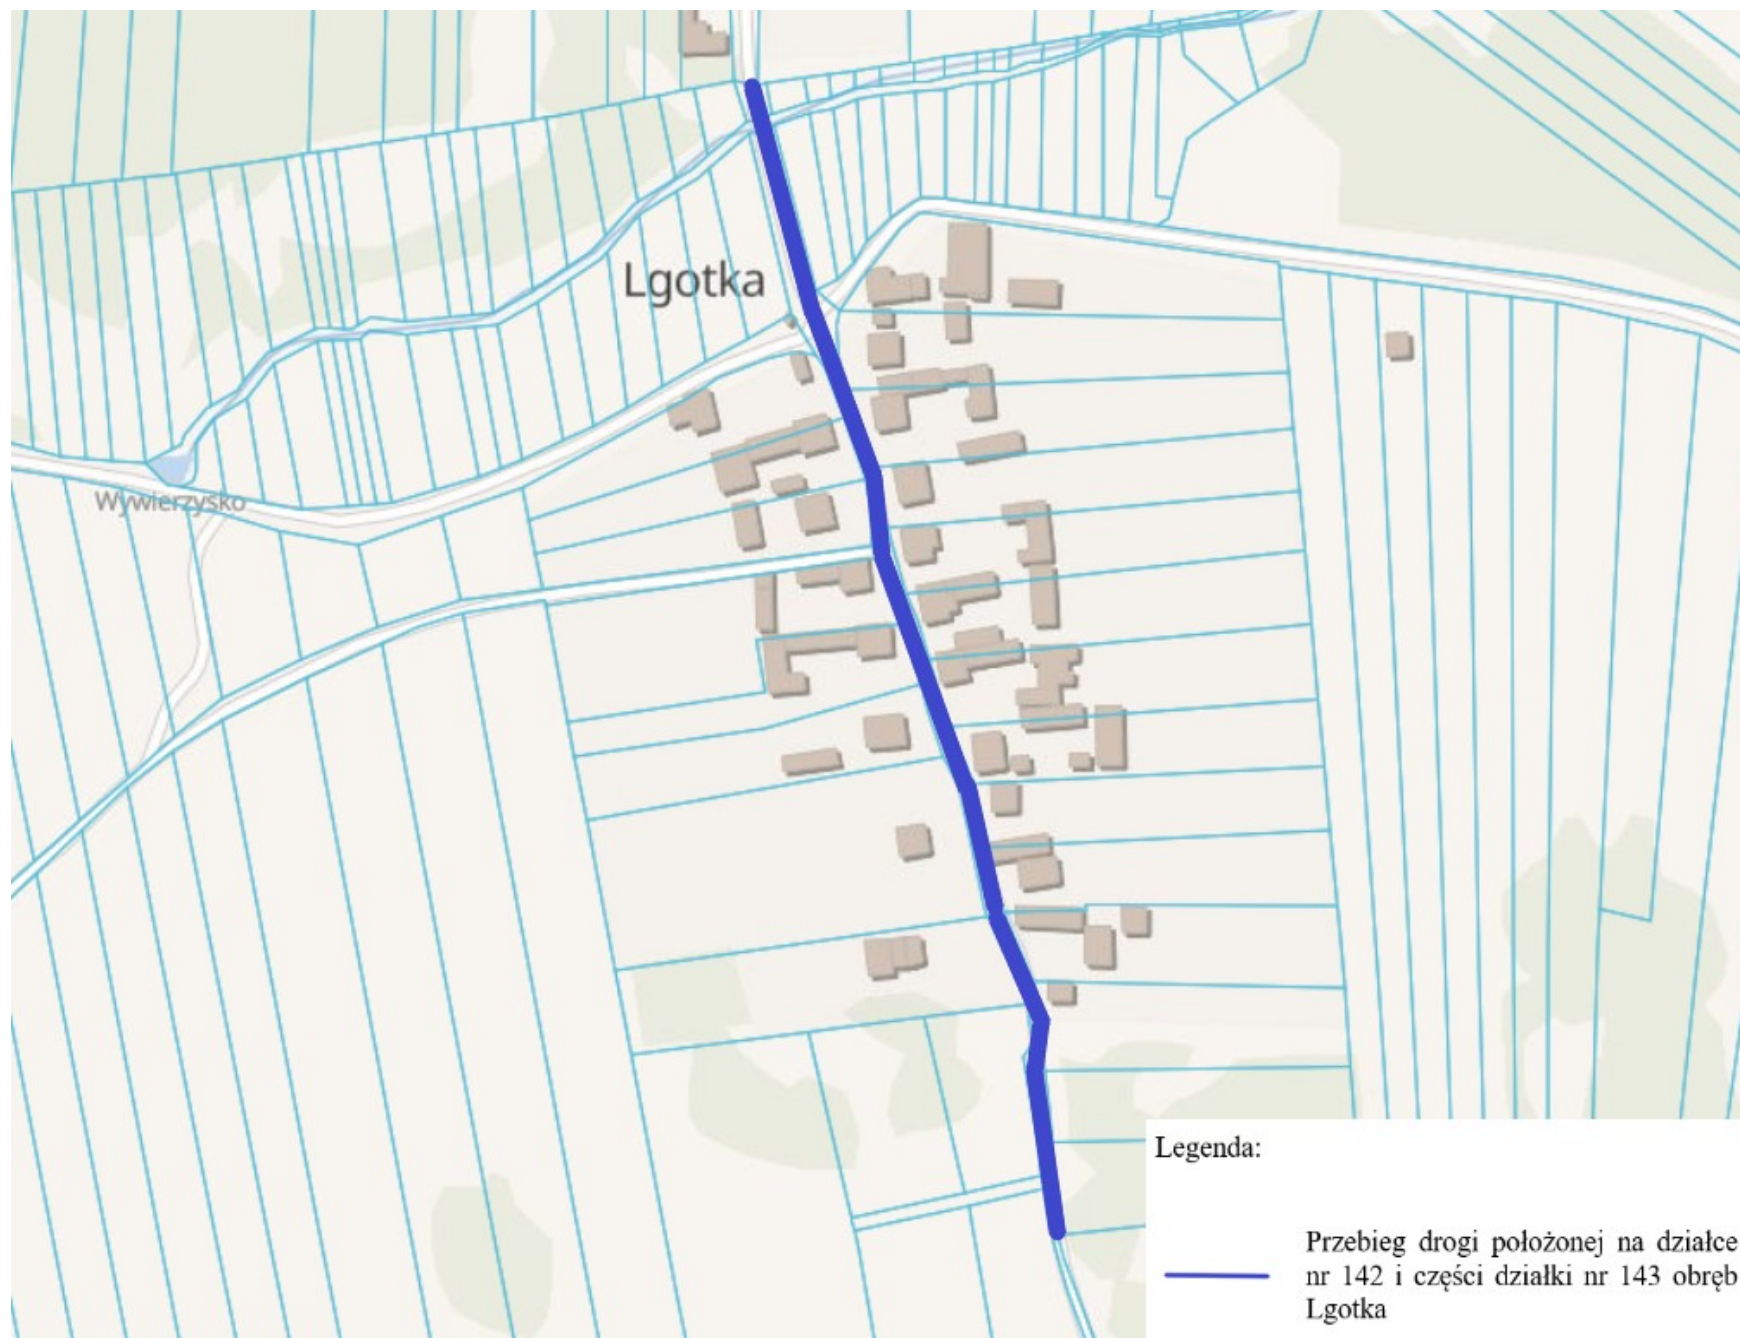 Lgotka
Wywierzysko
Legenda:
Przebieg drogi położonej na działce
nr 142 i części działki nr 143 obręb
Lgotka